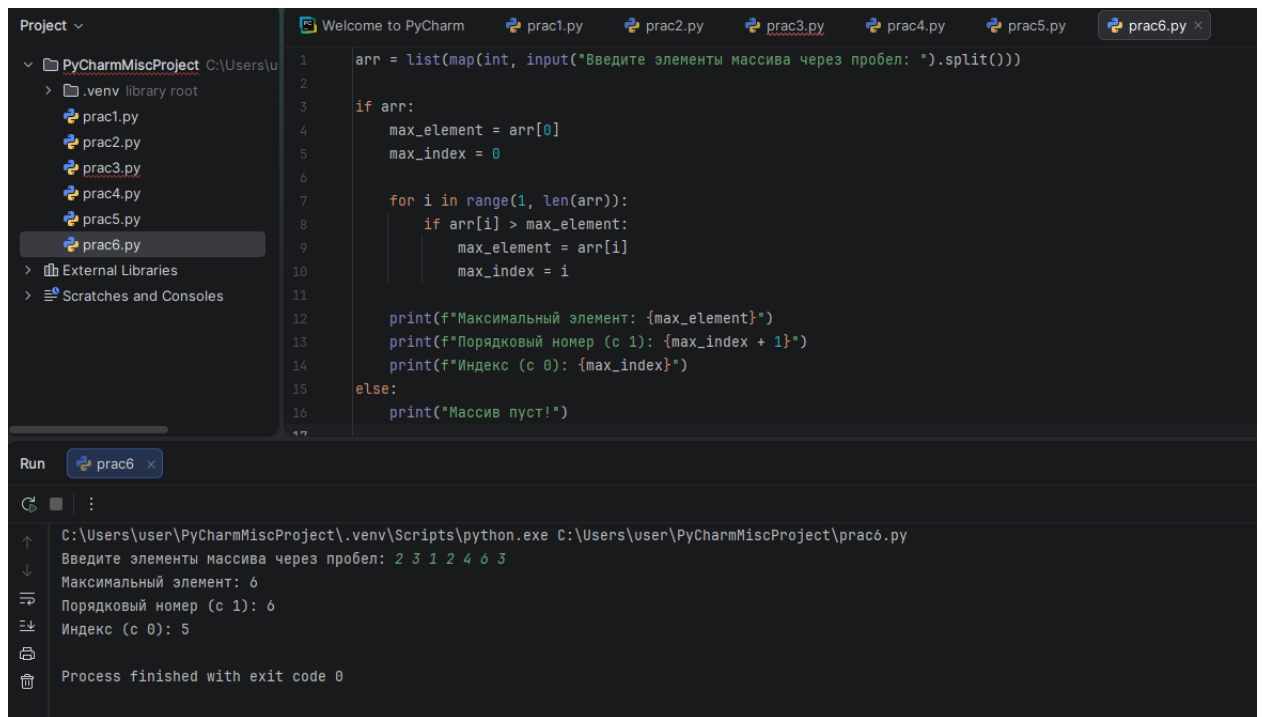 Project
Welcome to PyCharm prac1.py prac2.py prac3.py prac4.py prac5.py prac6.py
PyCharmMiscProject C:\Users\u
.venv library root
prac1.py
prac2.py
prac3.py
prac4.py
prac5.py
prac6.py
External Libraries
Scratches and Consoles
1 arr = list(map(int, input("Введите элементы массива через пробел: ").split()))
2
3 if arr:
4 max_element = arr[0]
5 max_index = 0
6
7 for i in range(1, len(arr)):
8 if arr[i] > max_element:
9 max_element = arr[i]
10 max_index = i
11
12 print(f"Максимальный элемент: {max_element}")
13 print(f"Порядковый номер (с 1): {max_index + 1}")
14 print(f"Индекс (с 0): {max_index}")
15 else:
16 print("Массив пуст!")
17
Run prac6
C:\Users\user\PyCharmMiscProject\.venv\Scripts\python.exe C:\Users\user\PyCharmMiscProject\prac6.py
Введите элементы массива через пробел: 2 3 1 2 4 6 3
Максимальный элемент: 6
Порядковый номер (с 1): 6
Индекс (с 0): 5
Process finished with exit code 0